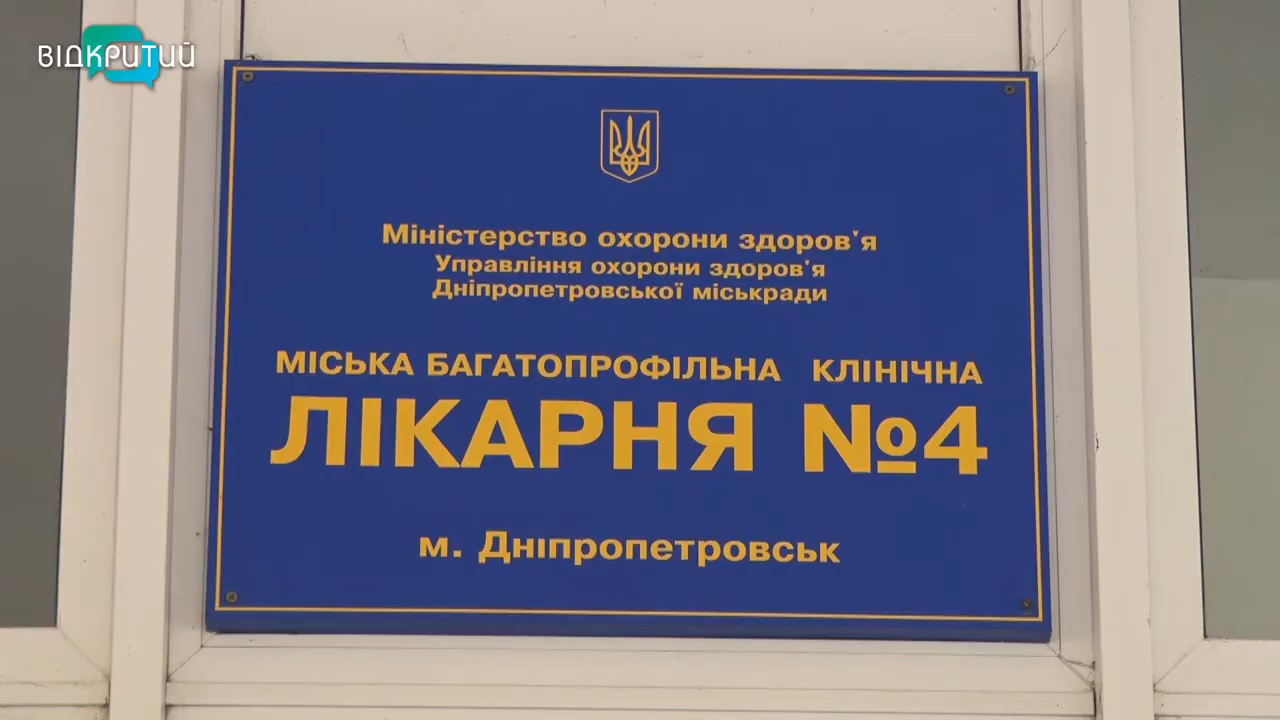 ВІДКРИТИЙ
Міністерство охорони здоров'я
Управління охорони здоров'я
Дніпропетровської міськради
МІСЬКА БАГАТОПРОФІЛЬНА КЛІНІЧНА
ЛІКАРНЯ №4
м. Дніпропетровськ